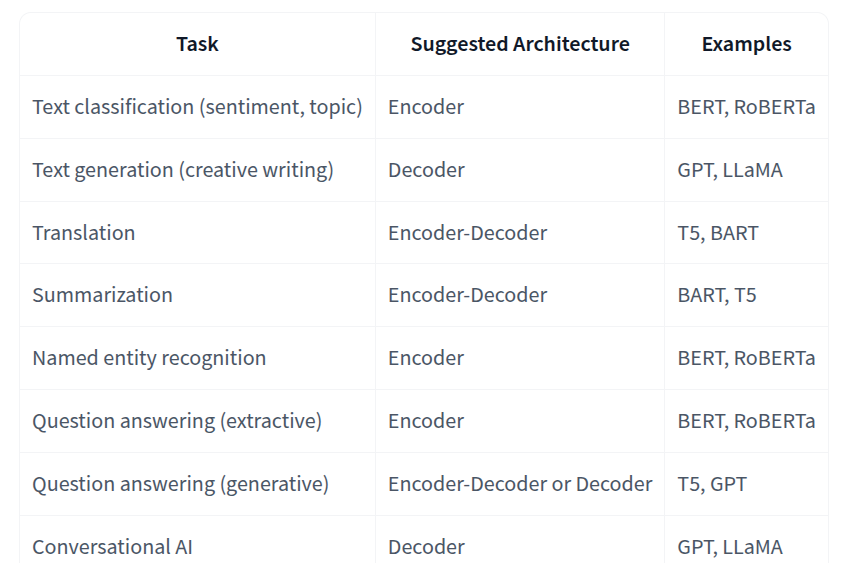 Task Suggested Architecture Examples
Text classification (sentiment, topic) Encoder BERT, RoBERTa
Text generation (creative writing) Decoder GPT, LLaMA
Translation Encoder-Decoder T5, BART
Summarization Encoder-Decoder BART, T5
Named entity recognition Encoder BERT, RoBERTa
Question answering (extractive) Encoder BERT, RoBERTa
Question answering (generative) Encoder-Decoder or Decoder T5, GPT
Conversational AI Decoder GPT, LLaMA